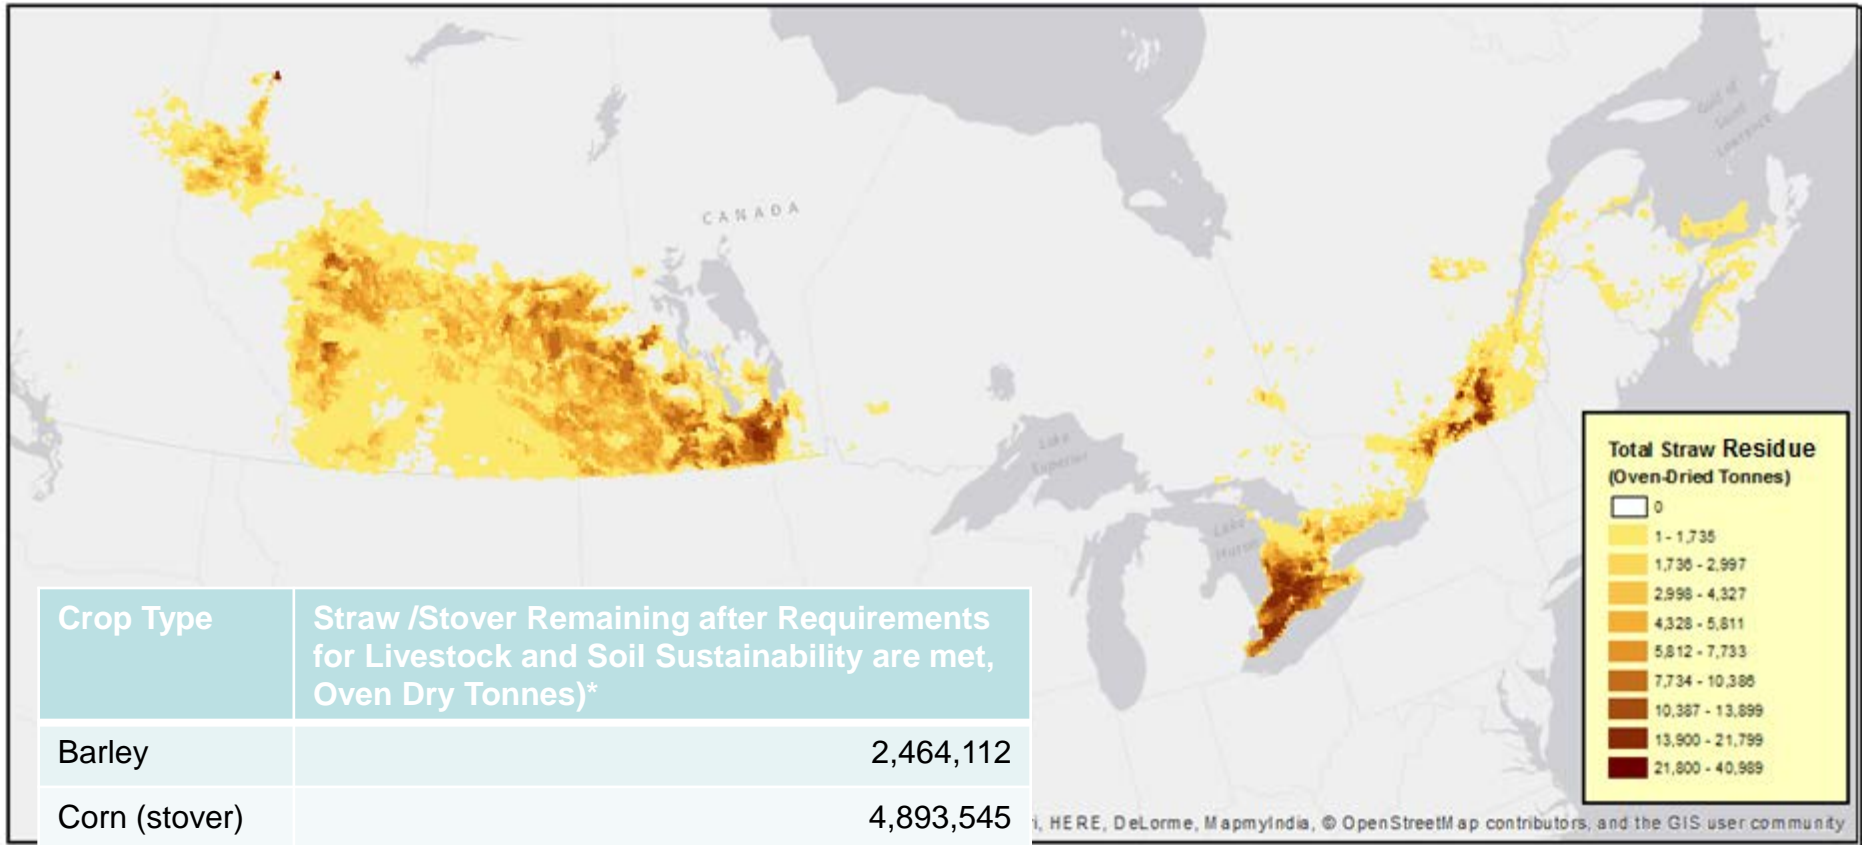 CANADA
Gulf of
Saint
Lawrence
Lake
Superior
Lake
Huron
Total Straw Residue
(Oven-Dried Tonnes)
0
1 - 1,735
1,736 - 2,997
2,998 - 4,327
4,328 - 5,811
5,812 - 7,733
7,734 - 10,386
10,387 - 13,899
13,900 - 21,799
21,800 - 40,989
Crop Type
Straw /Stover Remaining after Requirements
for Livestock and Soil Sustainability are met,
Oven Dry Tonnes)*
Barley
2,464,112
Corn (stover)
4,893,545
HERE, DeLorme, MapmyIndia, © OpenStreetMap contributors, and the GIS user community